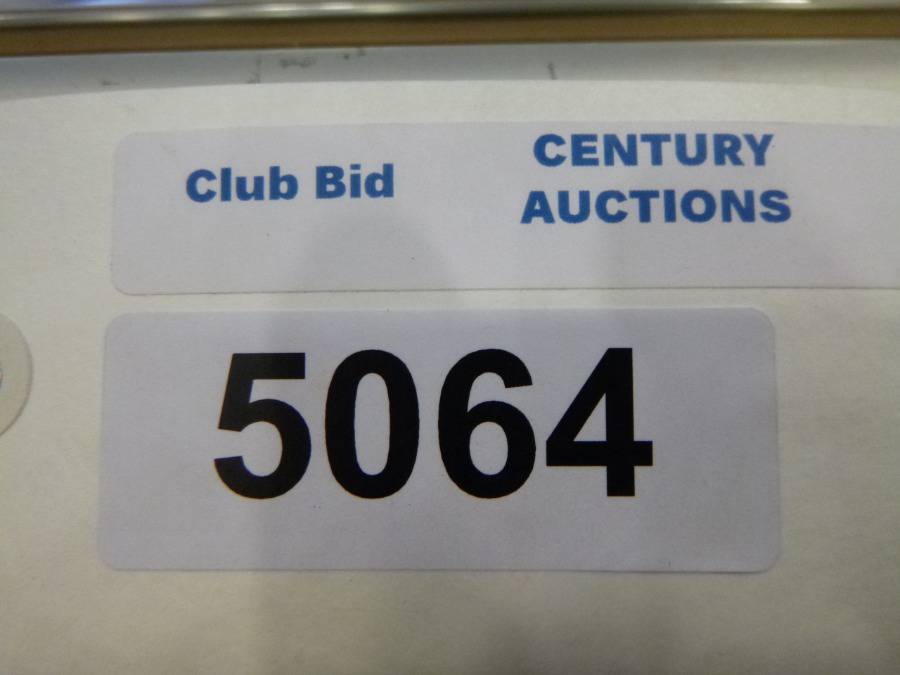 Club Bid
CENTURY
AUCTIONS
5064